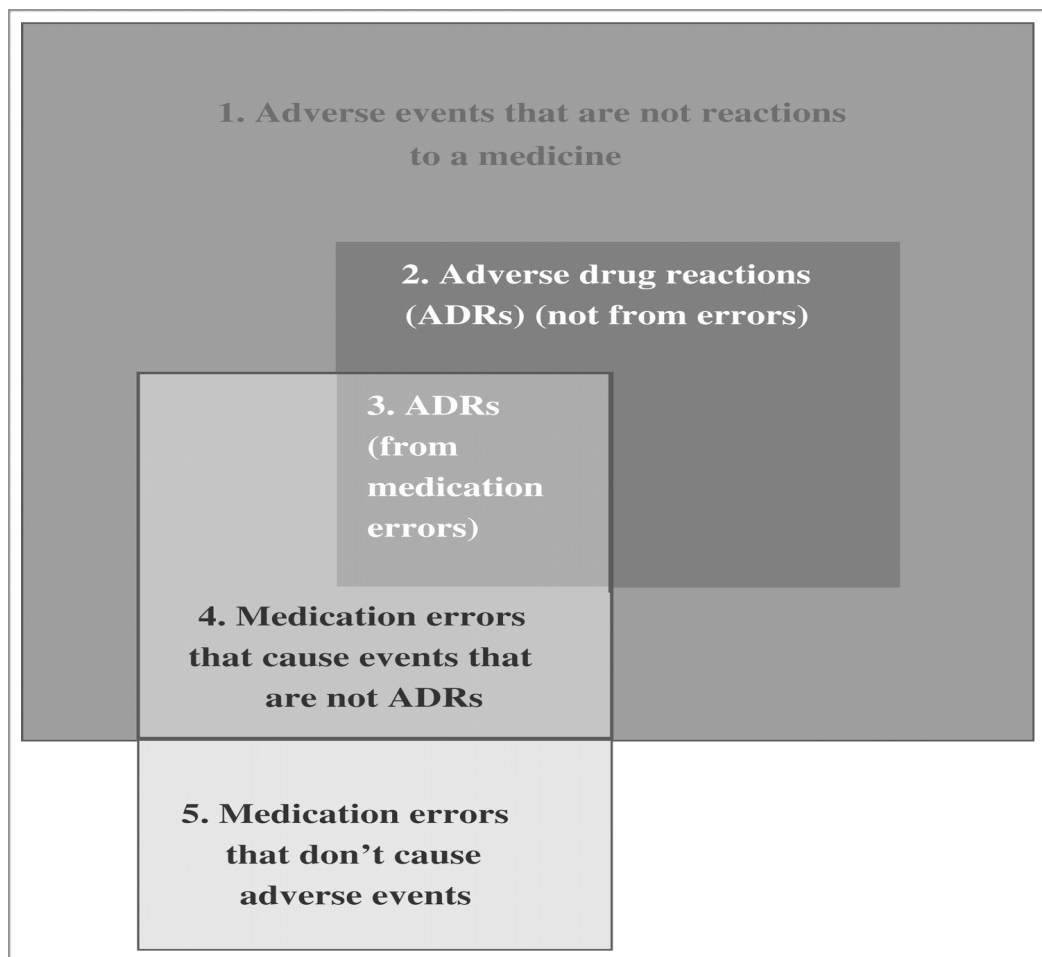 1. Adverse events that are not reactions
to a medicine
2. Adverse drug reactions
(ADRs) (not from errors)
3. ADRs
(from
medication
errors)
4. Medication errors
that cause events that
are not ADRs
5. Medication errors
that don’t cause
adverse events